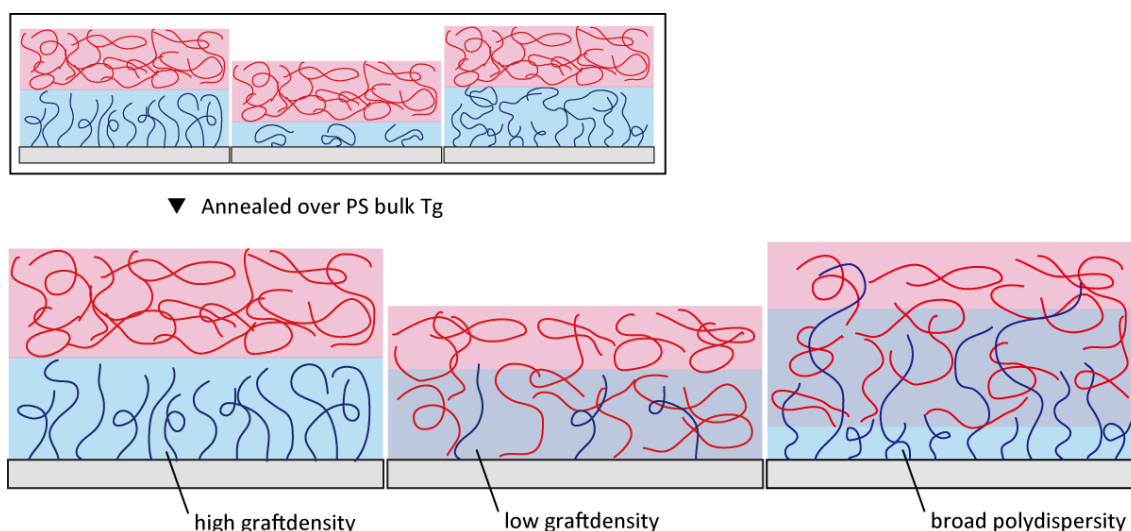 ▼ Annealed over PS bulk Tg
high graftdensity
low graftdensity
broad polydispersity